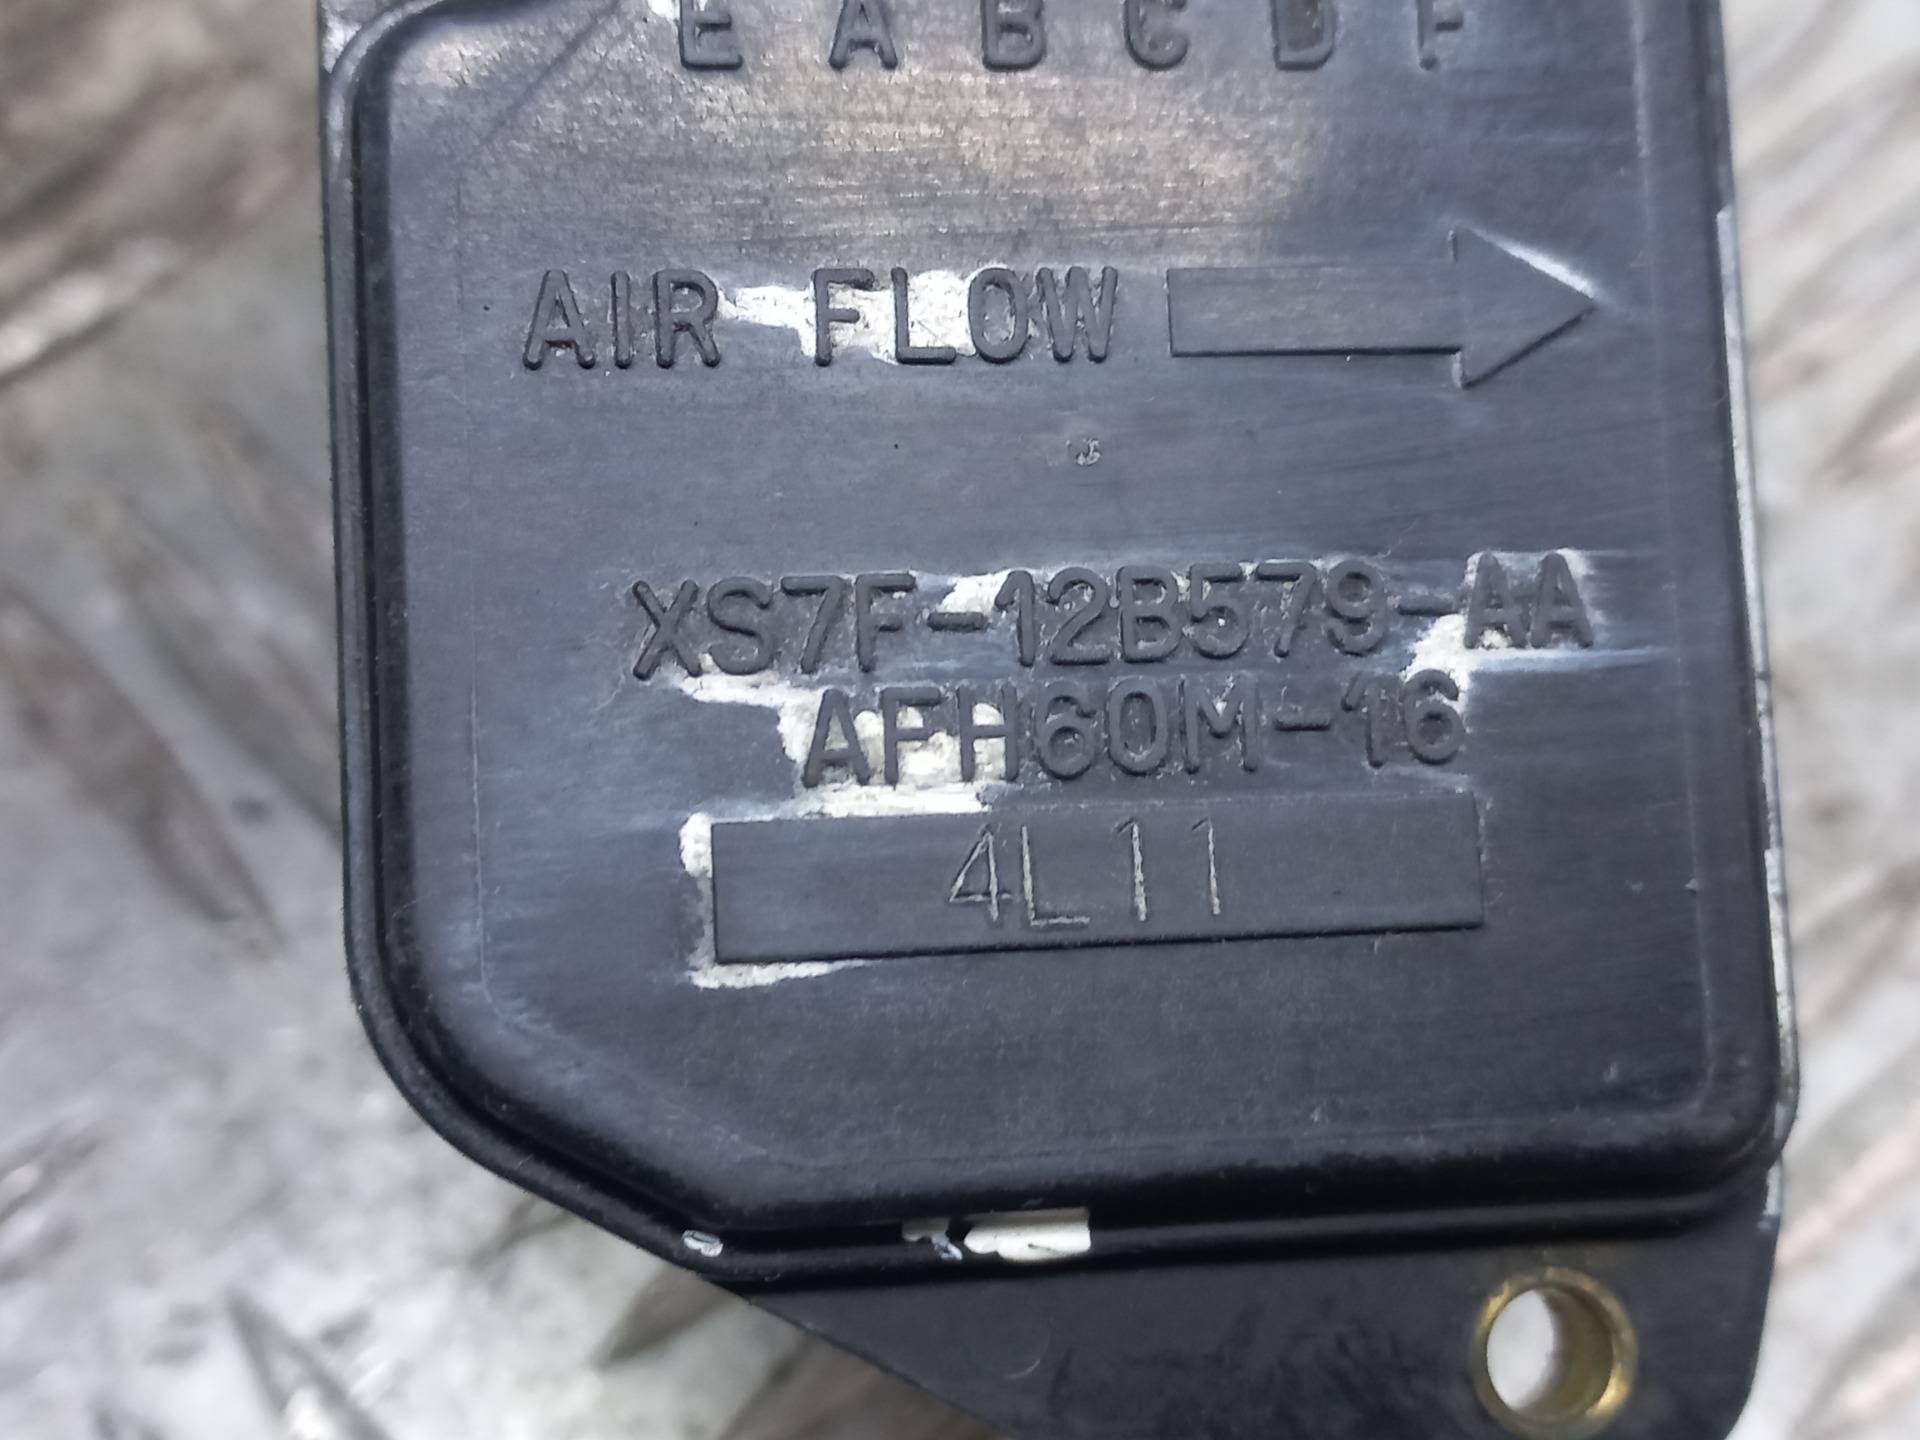 E A B C D F
AIR FLOW
XS7F-12B579-AA
AFH60M-16
4L11